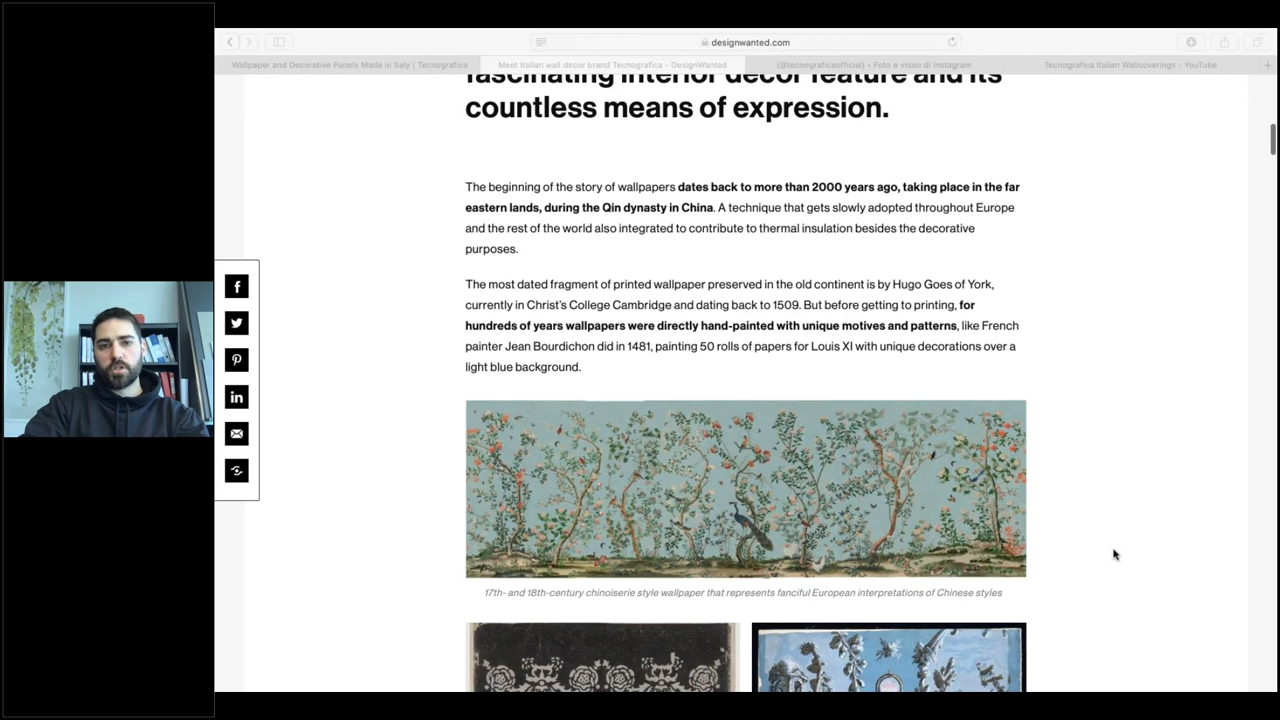 designwanted.com
Wallpaper and Decorative Panels Made in Italy | Tecnografica
Meet Italian wall decor brand Tecnografica - DesignWanted
(@tecnograficaofficial) • Foto e video di Instagram
Tecnografica Italian Wallcoverings - YouTube
fascinating interior decor feature and its
countless means of expression.
The beginning of the story of wallpapers dates back to more than 2000 years ago, taking place in the far
eastern lands, during the Qin dynasty in China. A technique that gets slowly adopted throughout Europe
and the rest of the world also integrated to contribute to thermal insulation besides the decorative
purposes.
The most dated fragment of printed wallpaper preserved in the old continent is by Hugo Goes of York,
currently in Christ's College Cambridge and dating back to 1509. But before getting to printing, for
hundreds of years wallpapers were directly hand-painted with unique motives and patterns, like French
painter Jean Bourdichon did in 1481, painting 50 rolls of papers for Louis XI with unique decorations over a
light blue background.
17th- and 18th-century chinoiserie style wallpaper that represents fanciful European interpretations of Chinese styles